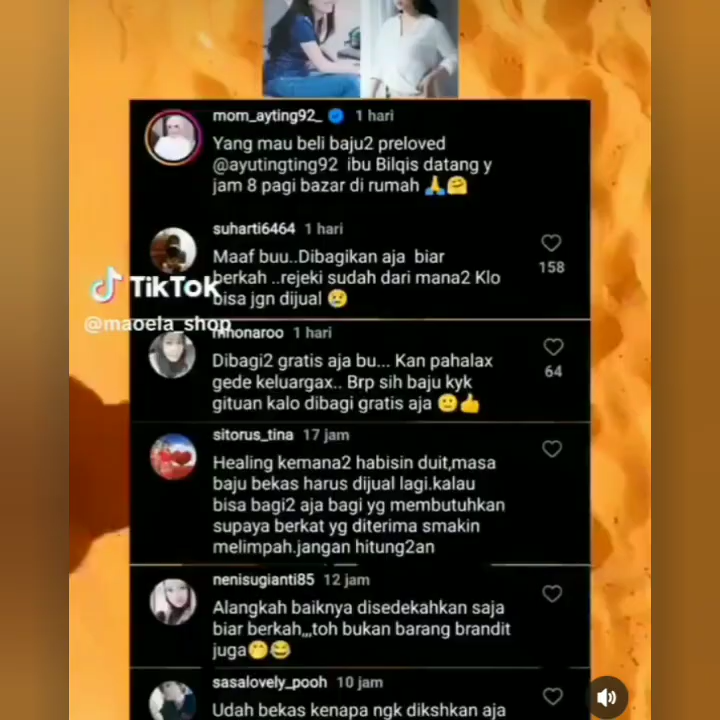 mom_ayting92_ 1 hari
Yang mau beli baju2 preloved
@ayutingting92 ibu Bilqis datang y
jam 8 pagi bazar di rumah 🙏🤗
suharti6464 1 hari
Maaf buu..Dibagikan aja biar
berkah ..rejeki sudah dari mana2 Klo
bisa jgn dijual 😢
158
TikTok
@maoela_shop
mhonaroo 1 hari
Dibagi2 gratis aja bu... Kan pahalax
gede keluargax.. Brp sih baju kyk
gituan kalo dibagi gratis aja 🙂👍
64
sitorus_tina 17 jam
Healing kemana2 habisin duit,masa
baju bekas harus dijual lagi.kalau
bisa bagi2 aja bagi yg membutuhkan
supaya berkat yg diterima smakin
melimpah.jangan hitung2an
nenisugianti85 12 jam
Alangkah baiknya disedekahkan saja
biar berkah,,,toh bukan barang brandit
juga🤭😂
sasalovely_pooh 10 jam
Udah bekas kenapa ngk dikshkan aja